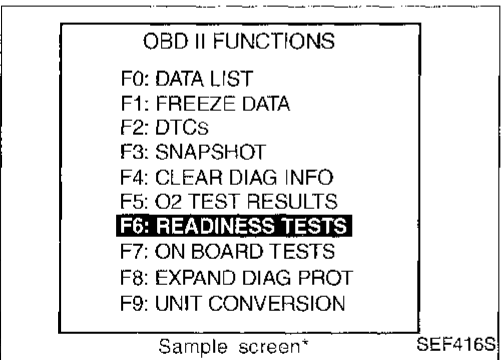 OBD II FUNCTIONS
F0: DATA LIST
F1: FREEZE DATA
F2: DTCs
F3: SNAPSHOT
F4: CLEAR DIAG INFO
F5: O2 TEST RESULTS
F6: READINESS TESTS
F7: ON BOARD TESTS
F8: EXPAND DIAG PROT
F9: UNIT CONVERSION
Sample screen*
SEF416S